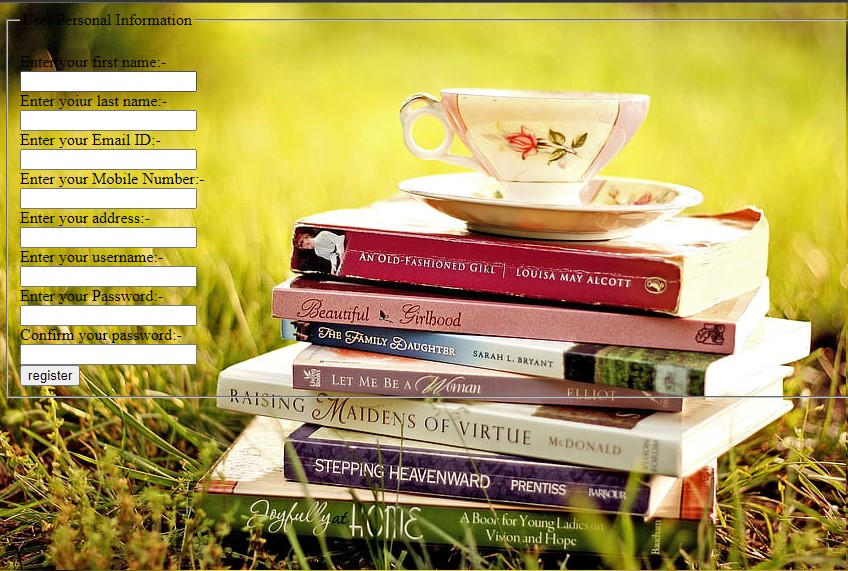 User Personal Information
Enter your first name:-
Enter yoiur last name:-
Enter your Email ID:-
Enter your Mobile Number:-
Enter your address:-
Enter your username:-
Enter your Password:-
Confirm your password:-
register
AN OLD-FASHIONED GIRL | LOUISA MAY ALCOTT
Beautiful Girlhood
THE FAMILY DAUGHTER SARAH L. BRYANT
LET ME BE A Woman ELLIOT
RAISING MAIDENS OF VIRTUE MCDONALD
STEPPING HEAVENWARD PRENTISS BARBOUR
Joyfully at HOME A Book for Young Ladies on
Vision and Hope